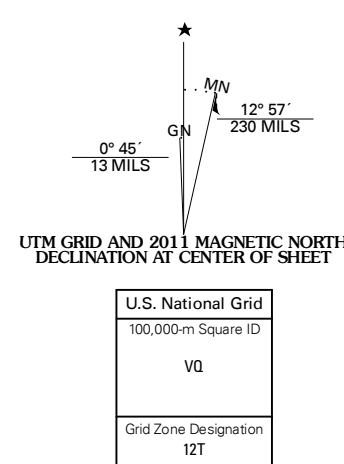 MN
GN
12° 57´
230 MILS
0° 45´
13 MILS
UTM GRID AND 2011 MAGNETIC NORTH
DECLINATION AT CENTER OF SHEET
U.S. National Grid
100,000-m Square ID
VQ
Grid Zone Designation
12T